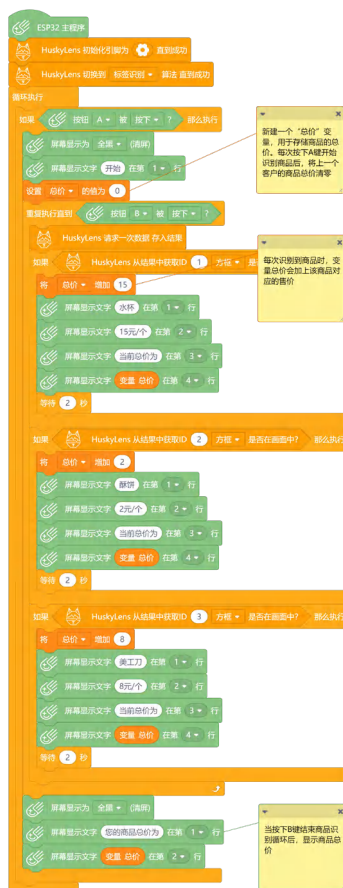 ESP32 主程序
HuskyLens 初始化引脚为 直到成功
HuskyLens 切换到 标签识别 算法 直到成功
循环执行
如果 按钮 A 被 按下 ? 那么执行
屏幕显示为 全黑 (清屏)
屏幕显示文字 开始 在第 1 行
设置 总价 的值为 0
重复执行直到 按钮 B 被 按下 ?
HuskyLens 请求一次数据 存入结果
如果 HuskyLens 从结果中获取ID 1 方框 是
将 总价 增加 15
屏幕显示文字 水杯 在第 1 行
屏幕显示文字 15元/个 在第 2 行
屏幕显示文字 当前总价为 在第 3 行
屏幕显示文字 变量 总价 在第 4 行
等待 2 秒
如果 HuskyLens 从结果中获取ID 2 方框 是否在画面中? 那么执行
将 总价 增加 2
屏幕显示文字 酥饼 在第 1 行
屏幕显示文字 2元/个 在第 2 行
屏幕显示文字 当前总价为 在第 3 行
屏幕显示文字 变量 总价 在第 4 行
等待 2 秒
如果 HuskyLens 从结果中获取ID 3 方框 是否在画面中? 那么执行
将 总价 增加 8
屏幕显示文字 美工刀 在第 1 行
屏幕显示文字 8元/个 在第 2 行
屏幕显示文字 当前总价为 在第 3 行
屏幕显示文字 变量 总价 在第 4 行
等待 2 秒
屏幕显示为 全黑 (清屏)
屏幕显示文字 您的商品总价为 在第 1 行
屏幕显示文字 变量 总价 在第 2 行
新建一个“总价”变
量，用于存储商品的总
价。每次按下A键开始
识别商品后，将上一个
客户的商品总价清零
每次识别到商品时，变
量总价会加上该商品对
应的售价
当按下B键结束商品识
别循环后，显示商品总
价